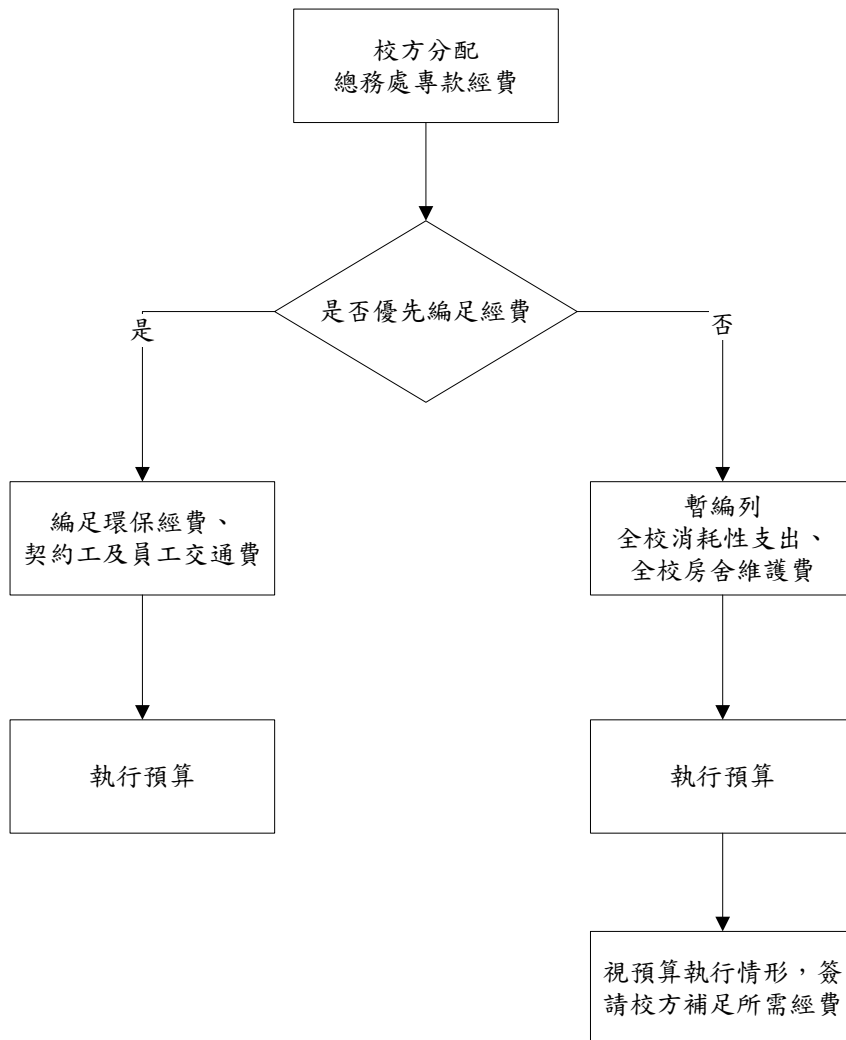 校方分配
總務處專款經費
是否優先編足經費
是
否
編足環保經費、
契約工及員工交通費
暫編列
全校消耗性支出、
全校房舍維護費
執行預算
執行預算
視預算執行情形，簽
請校方補足所需經費